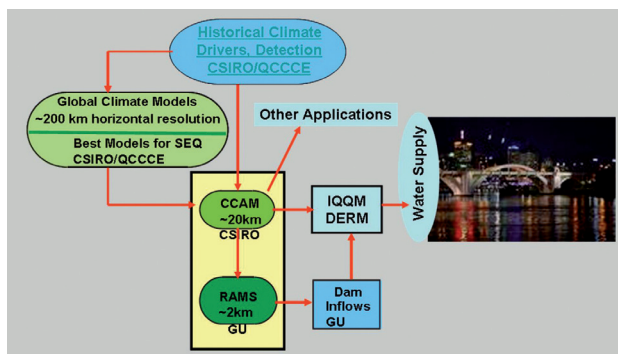 Historical Climate
Drivers, Detection
CSIRO/QCCCE
Global Climate Models
~200 km horizontal resolution
Best Models for SEQ
CSIRO/QCCCE
Other Applications
Water Supply
CCAM
~20km
CSIRO
IQQM
DERM
RAMS
~2km
GU
Dam
Inflows
GU